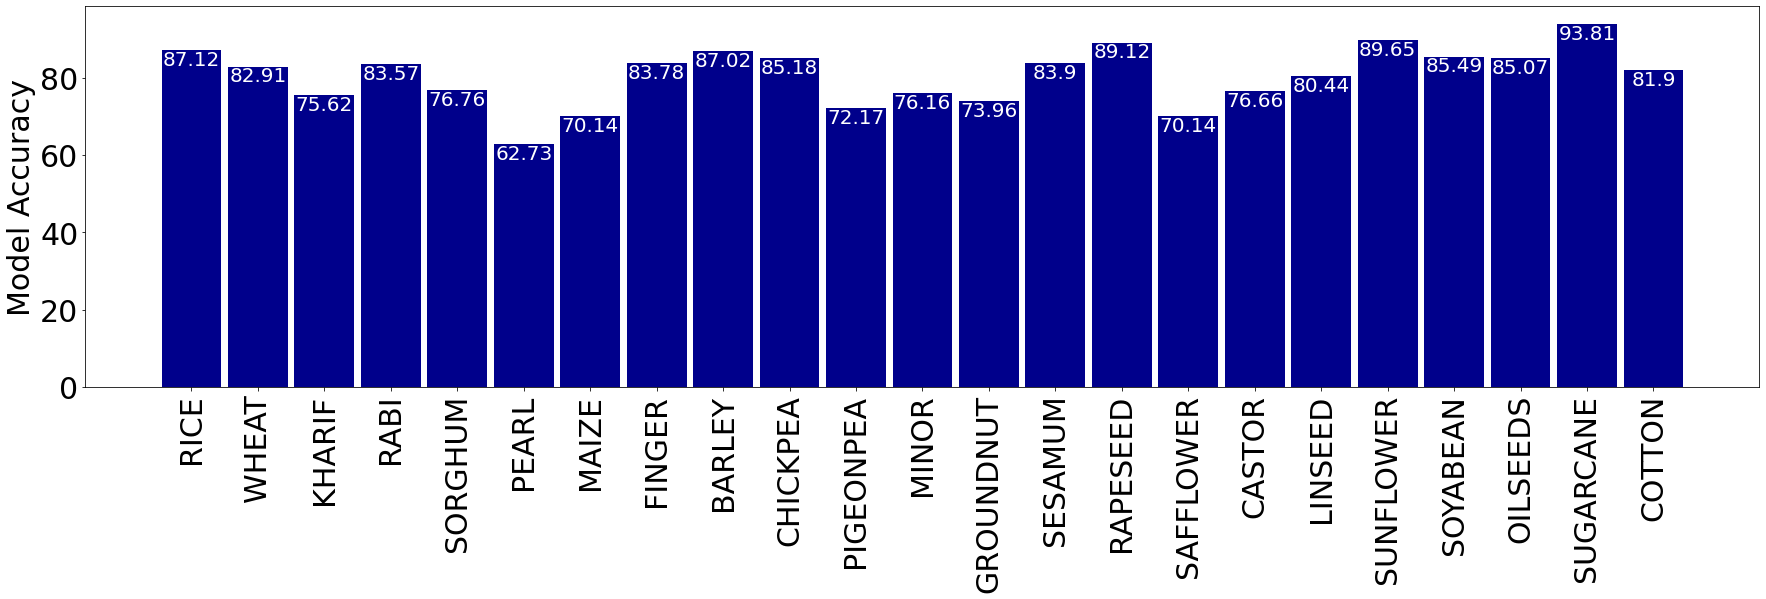 Model Accuracy
80
60
40
20
0
87.12
82.91
75.62
83.57
76.76
62.73
70.14
83.78
87.02
85.18
72.17
76.16
73.96
83.9
89.12
70.14
76.66
80.44
89.65
85.49
85.07
93.81
81.9
RICE
WHEAT
KHARIF
RABI
SORGHUM
PEARL
MAIZE
FINGER
BARLEY
CHICKPEA
PIGEONPEA
MINOR
GROUNDNUT
SESAMUM
RAPESEED
SAFFLOWER
CASTOR
LINSEED
SUNFLOWER
SOYABEAN
OILSEEDS
SUGARCANE
COTTON